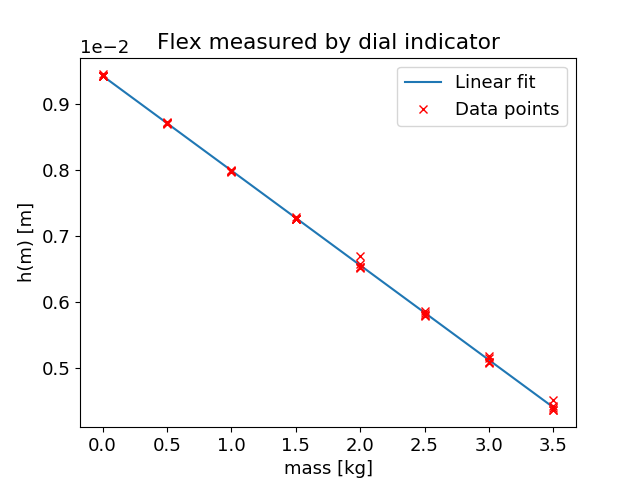 Flex measured by dial indicator
1e−2
Linear fit
Data points
0.9
0.8
0.7
0.6
0.5
h(m) [m]
0.0 0.5 1.0 1.5 2.0 2.5 3.0 3.5
mass [kg]